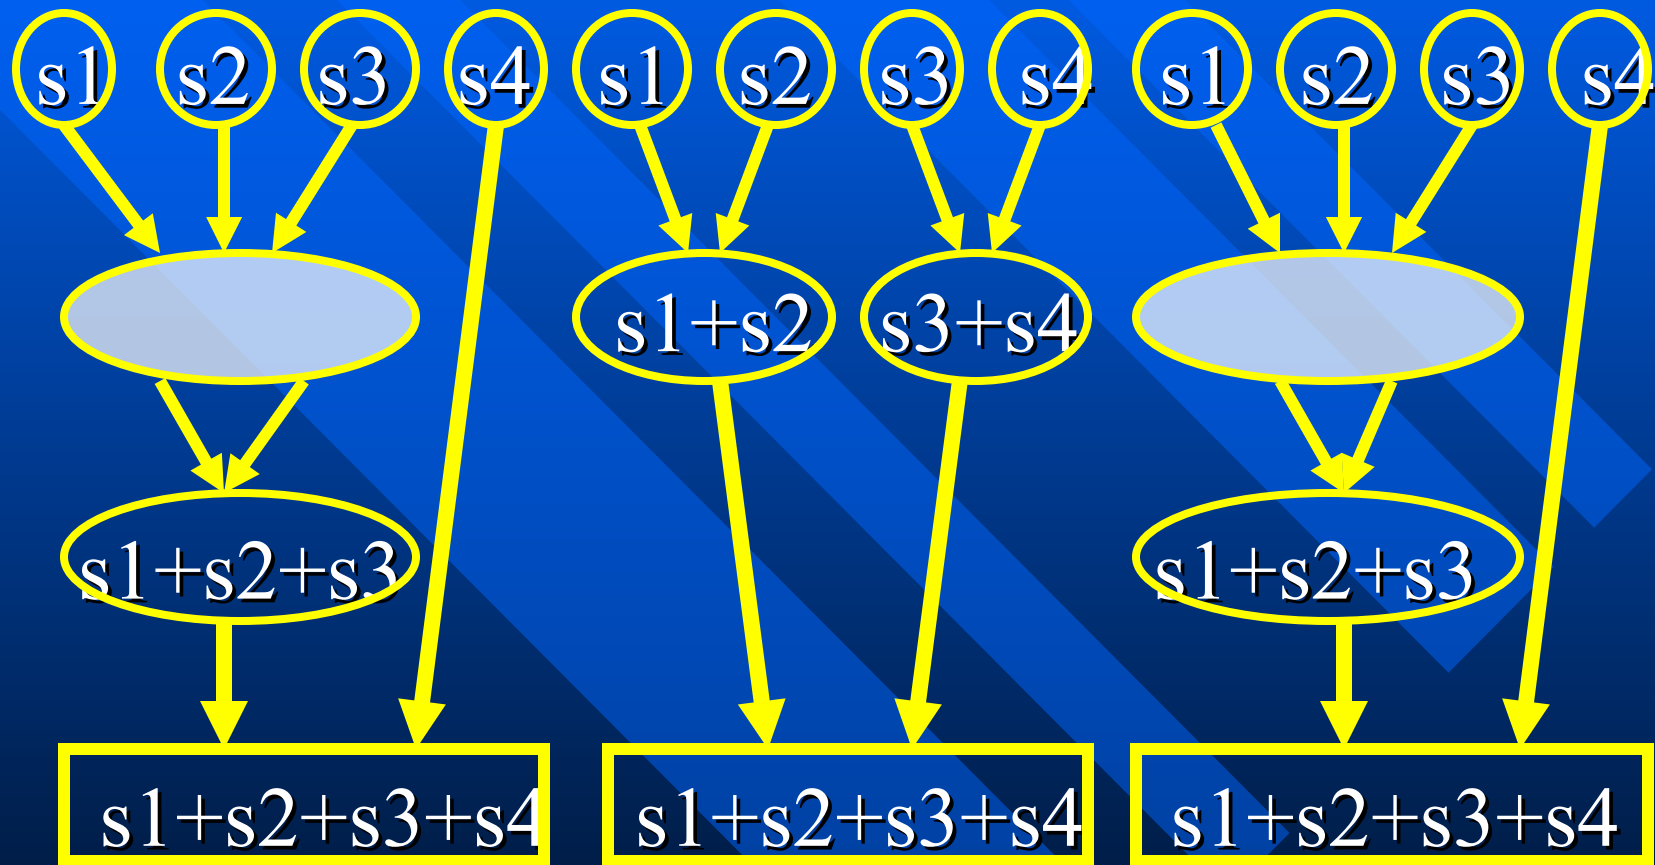 s1 s2 s3 s4 s1 s2 s3 s4 s1 s2 s3 s4
s1+s2 s3+s4
s1+s2+s3 s1+s2+s3
s1+s2+s3+s4 s1+s2+s3+s4 s1+s2+s3+s4